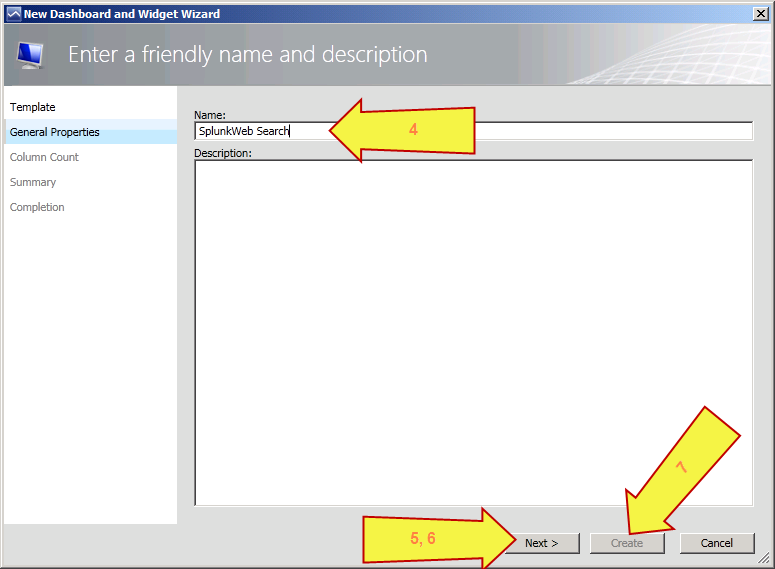 New Dashboard and Widget Wizard
Enter a friendly name and description
Template
General Properties
Column Count
Summary
Completion
Name:
SplunkWeb Search
4
Description:
7
5, 6
Next >
Create
Cancel